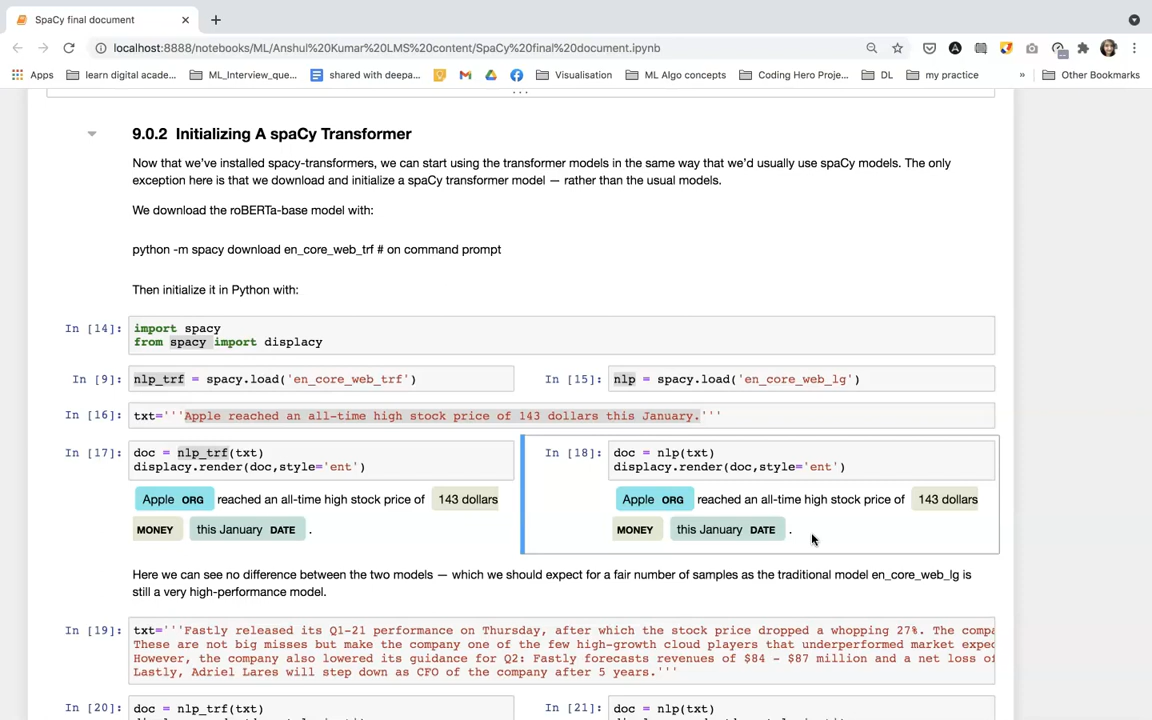 SpaCy final document
localhost:8888/notebooks/ML/Anshul%20Kumar%20LMS%20content/SpaCy%20final%20document.ipynb
Apps learn digital acade... ML_Interview_que... shared with deepa... Visualisation ML Algo concepts Coding Hero Proje... DL my practice » Other Bookmarks
...
9.0.2 Initializing A spaCy Transformer
Now that we've installed spacy-transformers, we can start using the transformer models in the same way that we'd usually use spaCy models. The only
exception here is that we download and initialize a spaCy transformer model — rather than the usual models.
We download the roBERTa-base model with:
python -m spacy download en_core_web_trf # on command prompt
Then initialize it in Python with:
In [14]: import spacy
from spacy import displacy
In [9]: nlp_trf = spacy.load('en_core_web_trf')
In [15]: nlp = spacy.load('en_core_web_lg')
In [16]: txt='''Apple reached an all-time high stock price of 143 dollars this January.'''
In [17]: doc = nlp_trf(txt)
displacy.render(doc,style='ent')
Apple ORG reached an all-time high stock price of 143 dollars
MONEY this January DATE .
In [18]: doc = nlp(txt)
displacy.render(doc,style='ent')
Apple ORG reached an all-time high stock price of 143 dollars
MONEY this January DATE .
Here we can see no difference between the two models — which we should expect for a fair number of samples as the traditional model en_core_web_lg is
still a very high-performance model.
In [19]: txt='''Fastly released its Q1-21 performance on Thursday, after which the stock price dropped a whopping 27%. The compa
These are not big misses but make the company one of the few high-growth cloud players that underperformed market expec
However, the company also lowered its guidance for Q2: Fastly forecasts revenues of $84 - $87 million and a net loss of
Lastly, Adriel Lares will step down as CFO of the company after 5 years.'''
In [20]: doc = nlp_trf(txt)
In [21]: doc = nlp(txt)